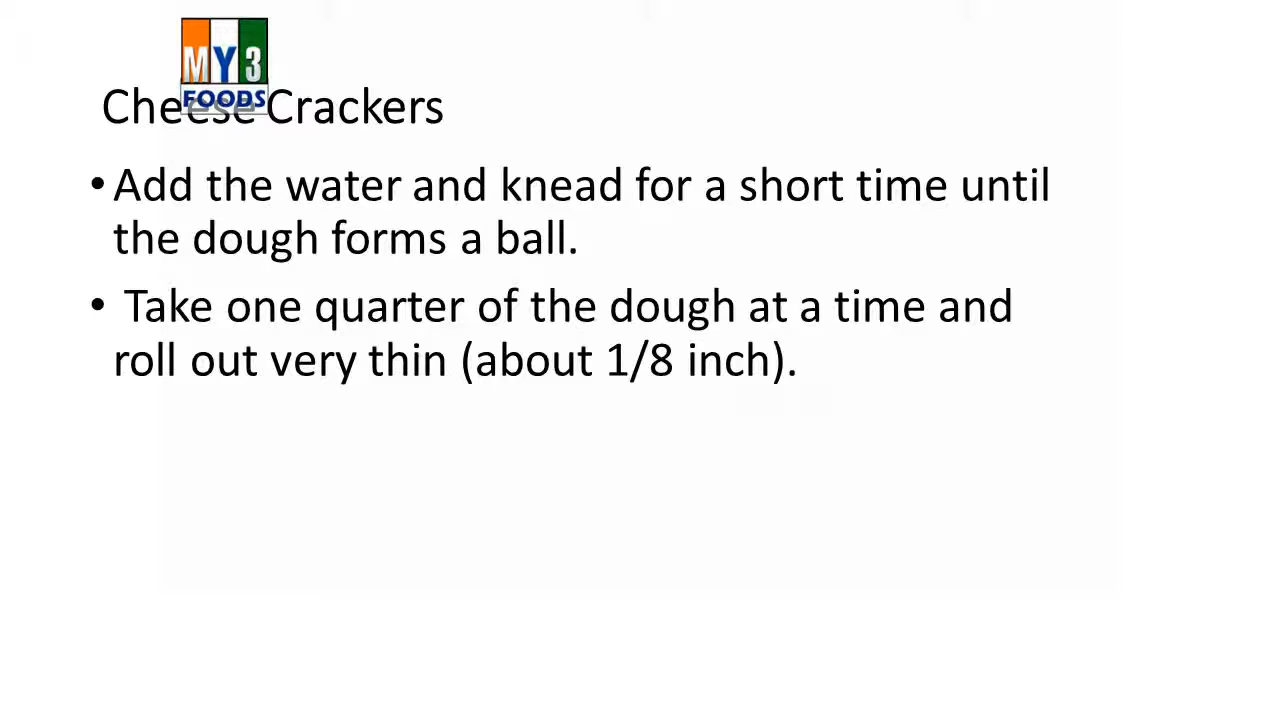 MY3
FOODS
Cheese Crackers
• Add the water and knead for a short time until
the dough forms a ball.
• Take one quarter of the dough at a time and
roll out very thin (about 1/8 inch).